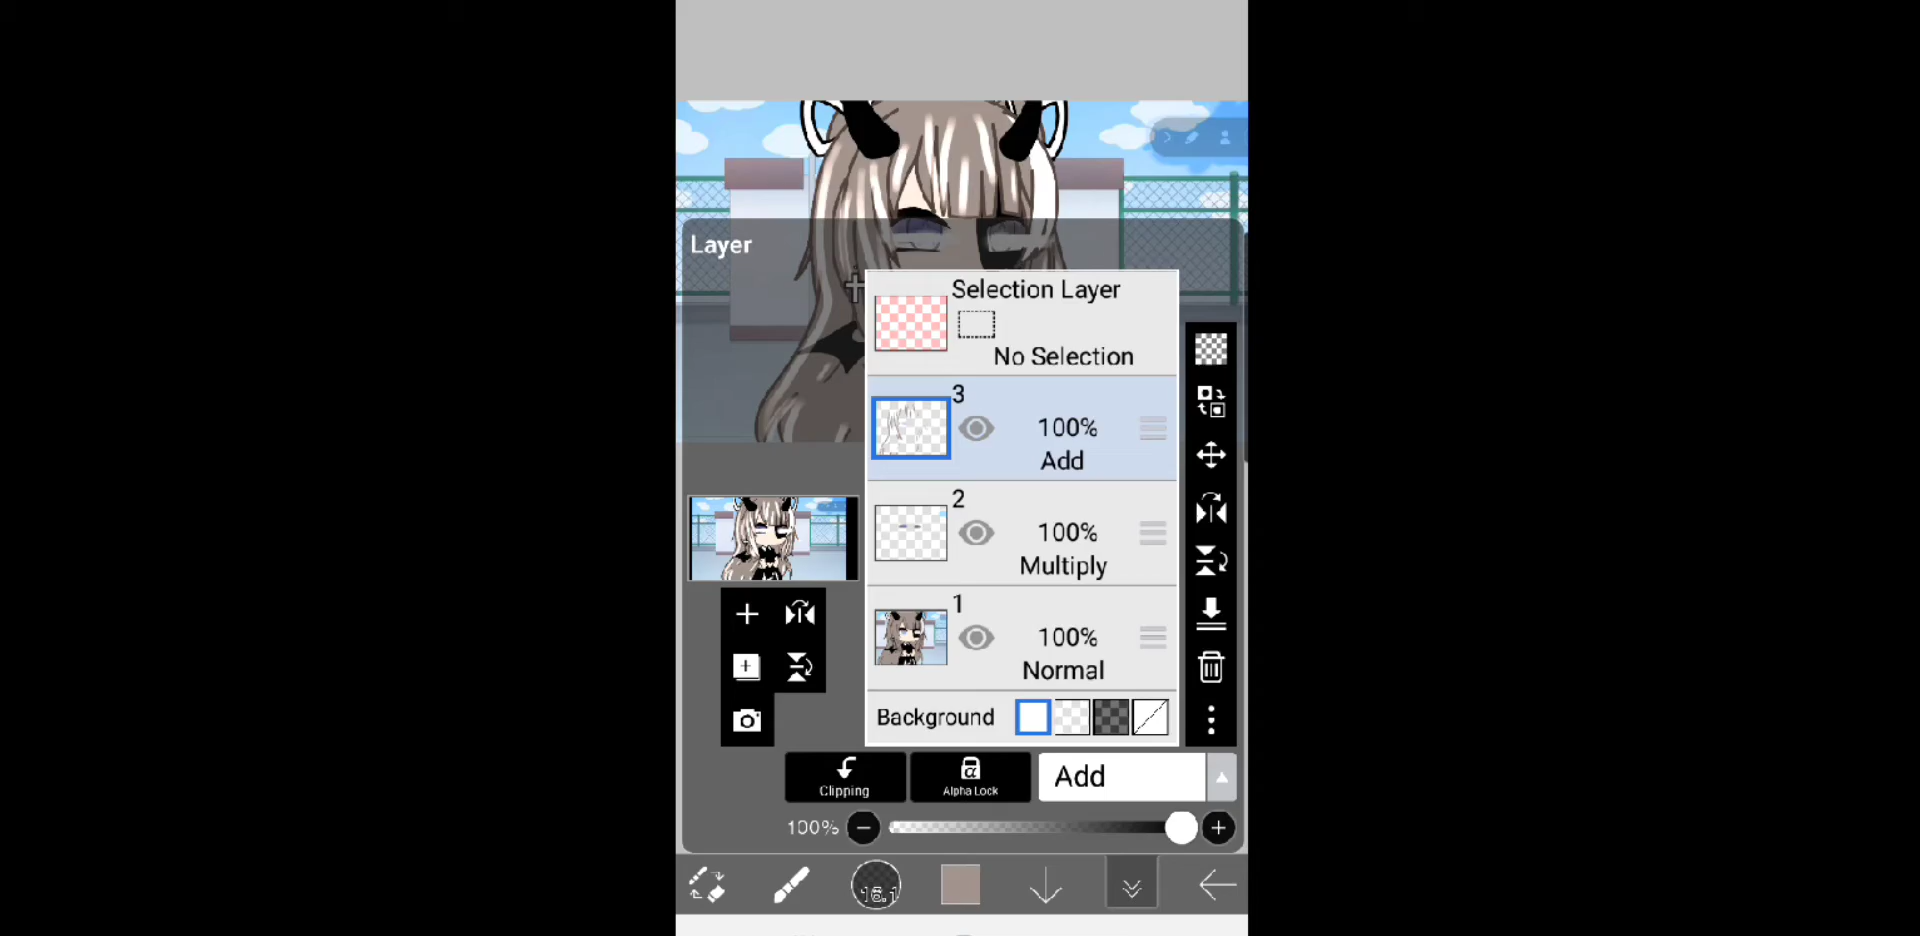 Layer
Selection Layer
No Selection
3
100%
Add
2
100%
Multiply
1
100%
Normal
Background
Clipping
α
Alpha Lock
Add
100%
16.1